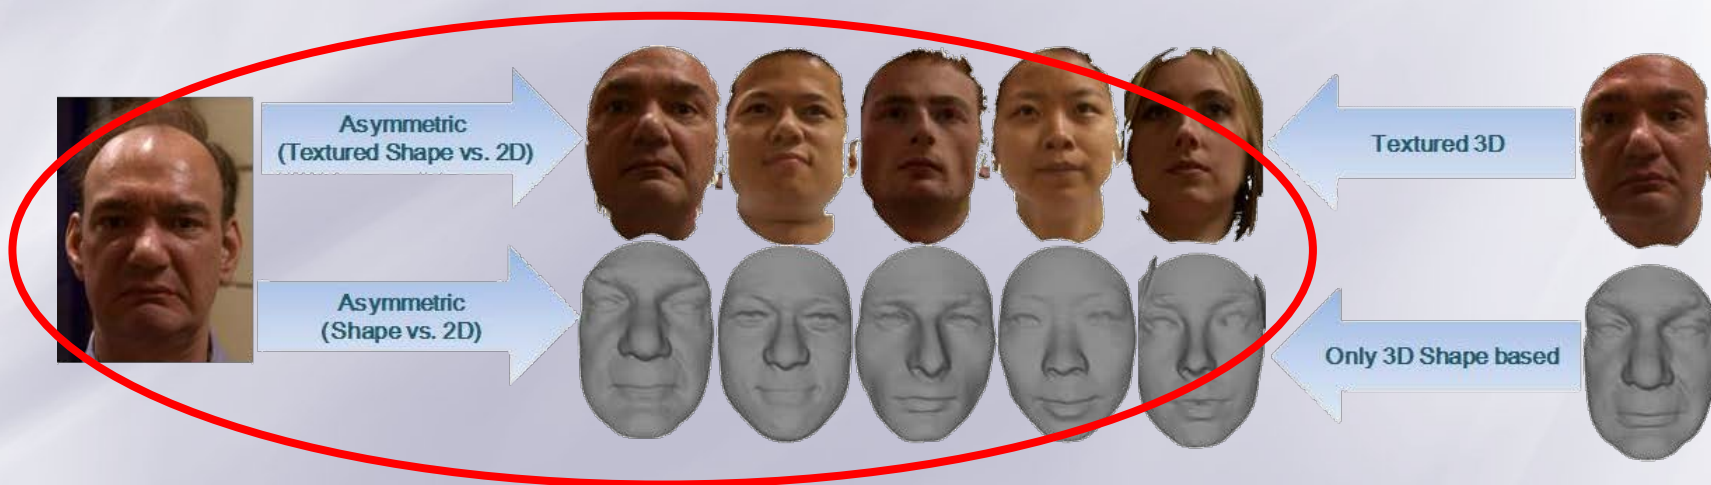 Asymmetric
(Textured Shape vs. 2D)
Textured 3D
Asymmetric
(Shape vs. 2D)
Only 3D Shape based